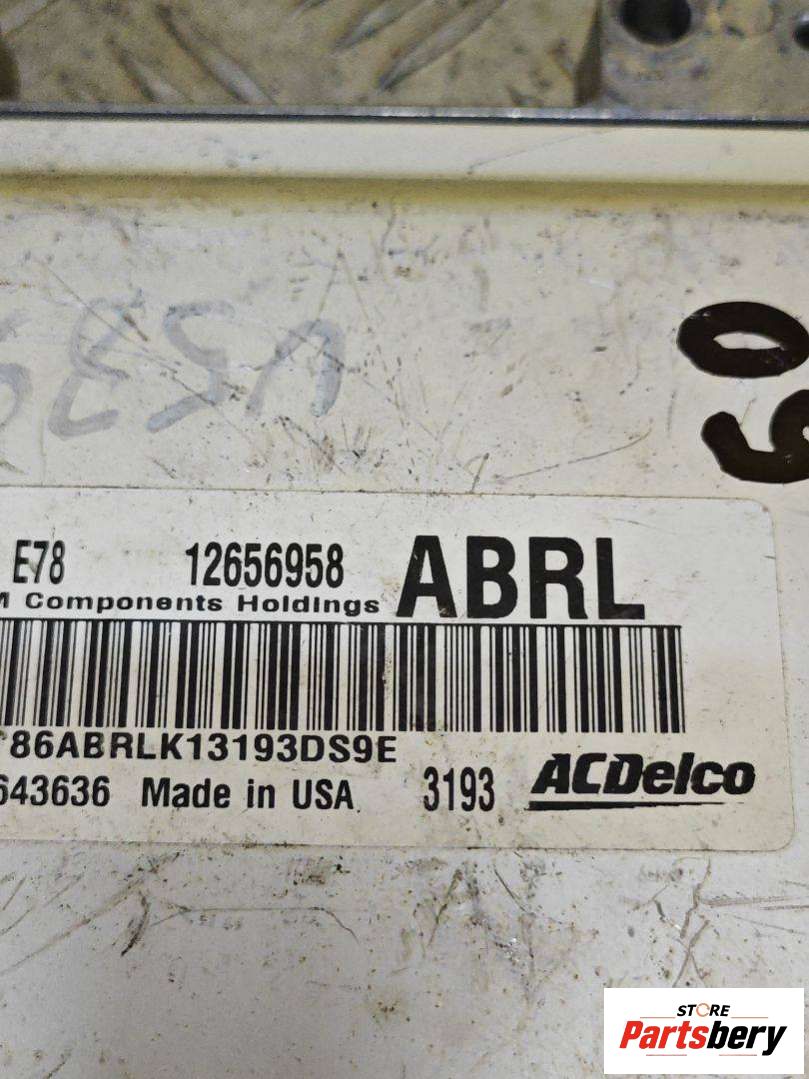 E78 12656958 ABRL
M Components Holdings
86ABRLK13193DS9E
643636 Made in USA 3193 ACDelco
STORE
Partsbery